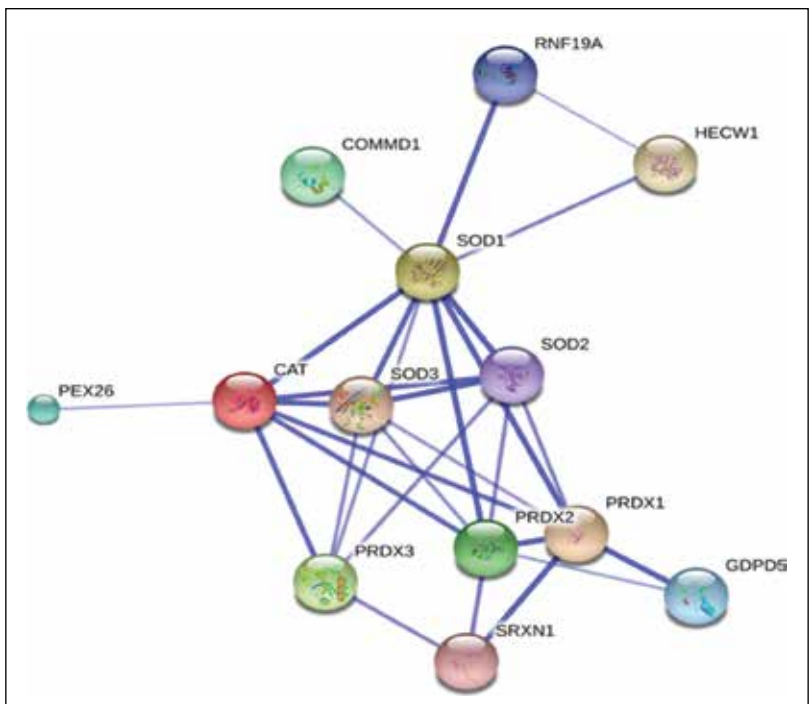 RNF19A
HECW1
COMMD1
SOD1
SOD2
CAT
SOD3
PEX26
PRDX1
PRDX2
PRDX3
GDPD5
SRXN1